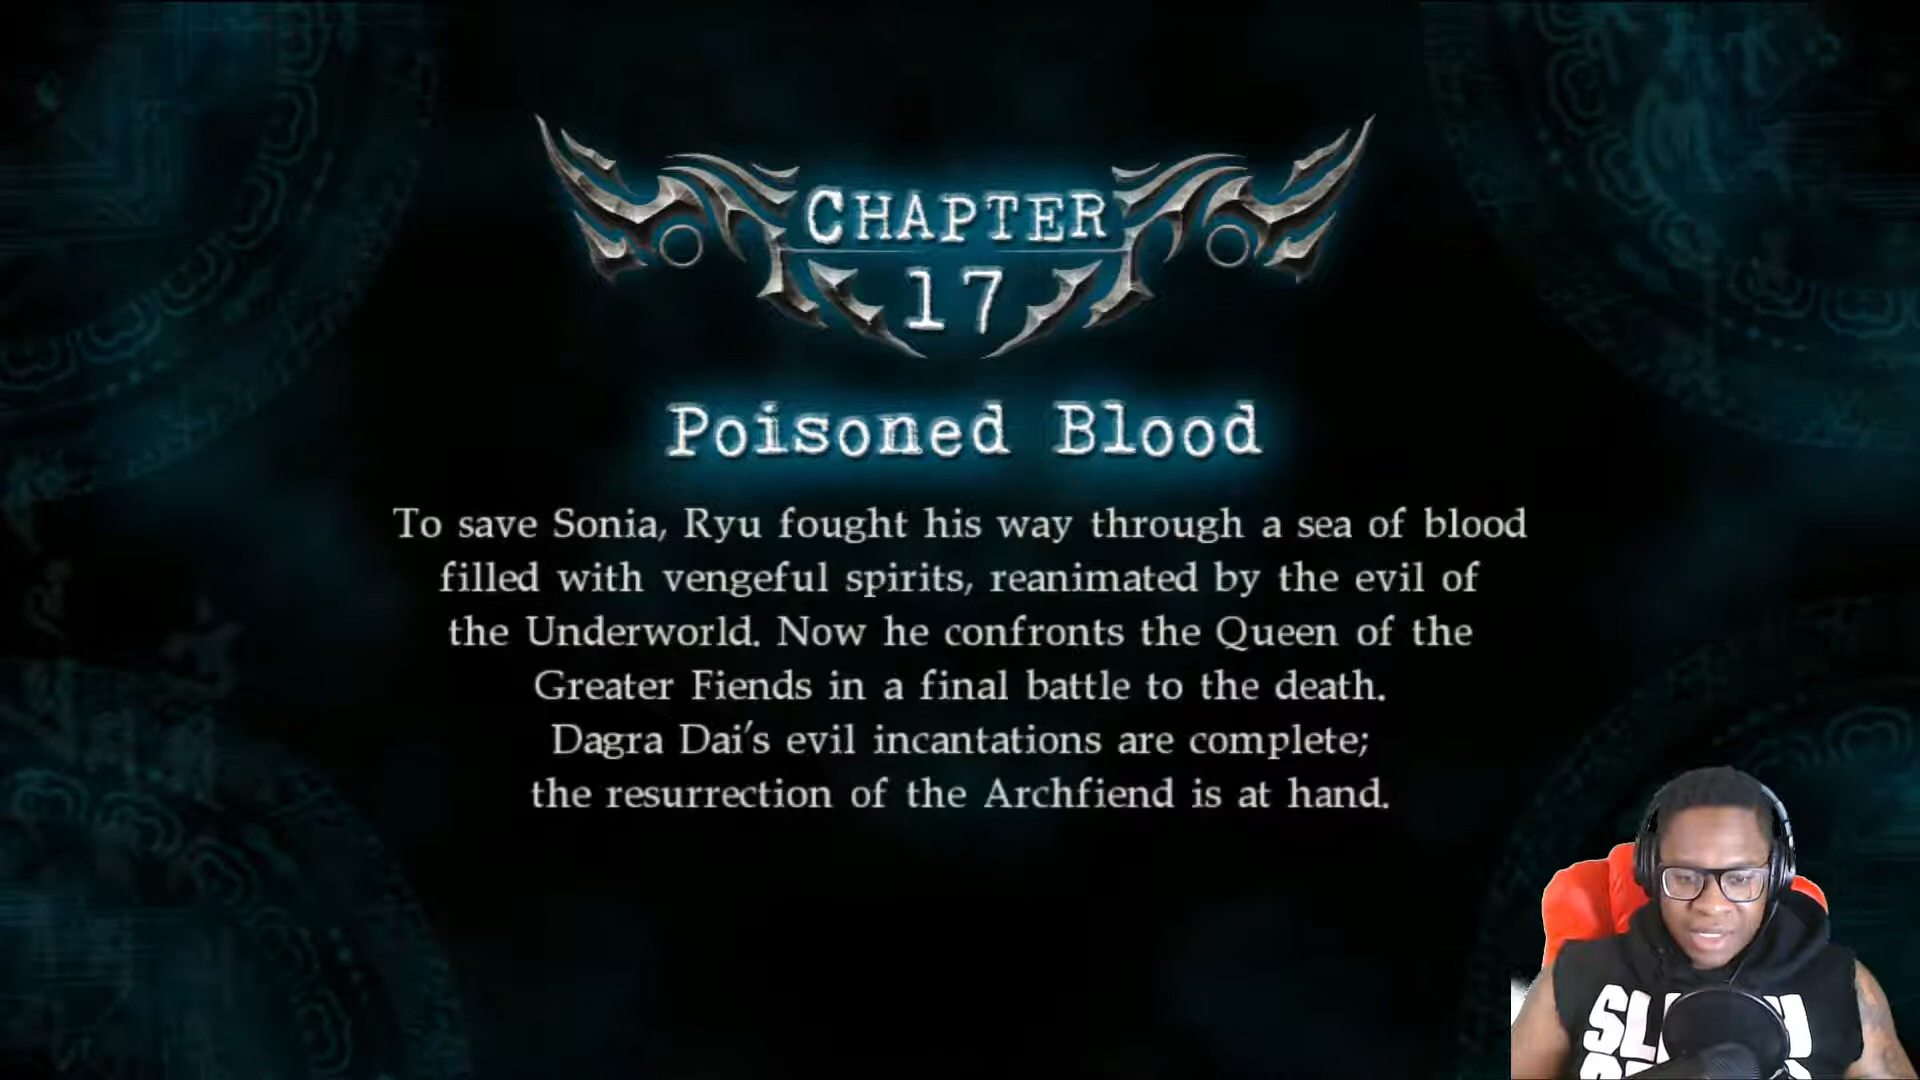 CHAPTER
17
Poisoned Blood
To save Sonia, Ryu fought his way through a sea of blood
filled with vengeful spirits, reanimated by the evil of
the Underworld. Now he confronts the Queen of the
Greater Fiends in a final battle to the death.
Dagra Dai's evil incantations are complete;
the resurrection of the Archfiend is at hand.